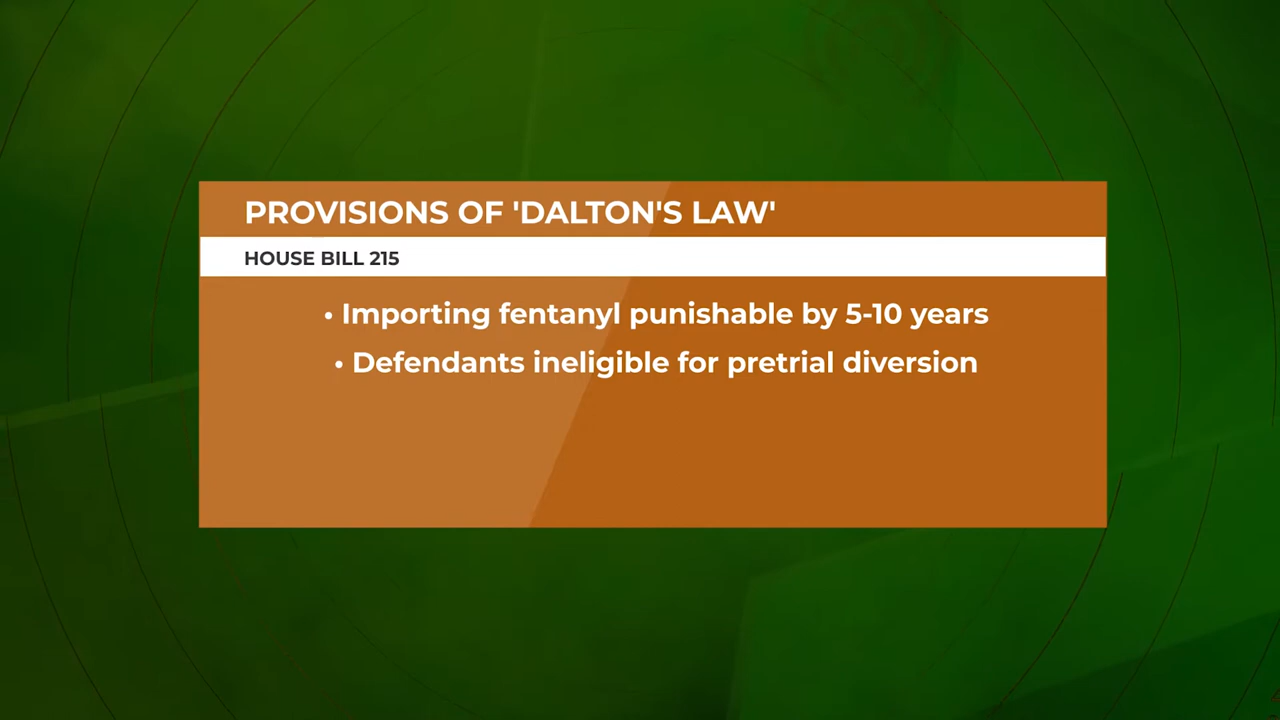 PROVISIONS OF 'DALTON'S LAW'
HOUSE BILL 215
• Importing fentanyl punishable by 5-10 years
• Defendants ineligible for pretrial diversion